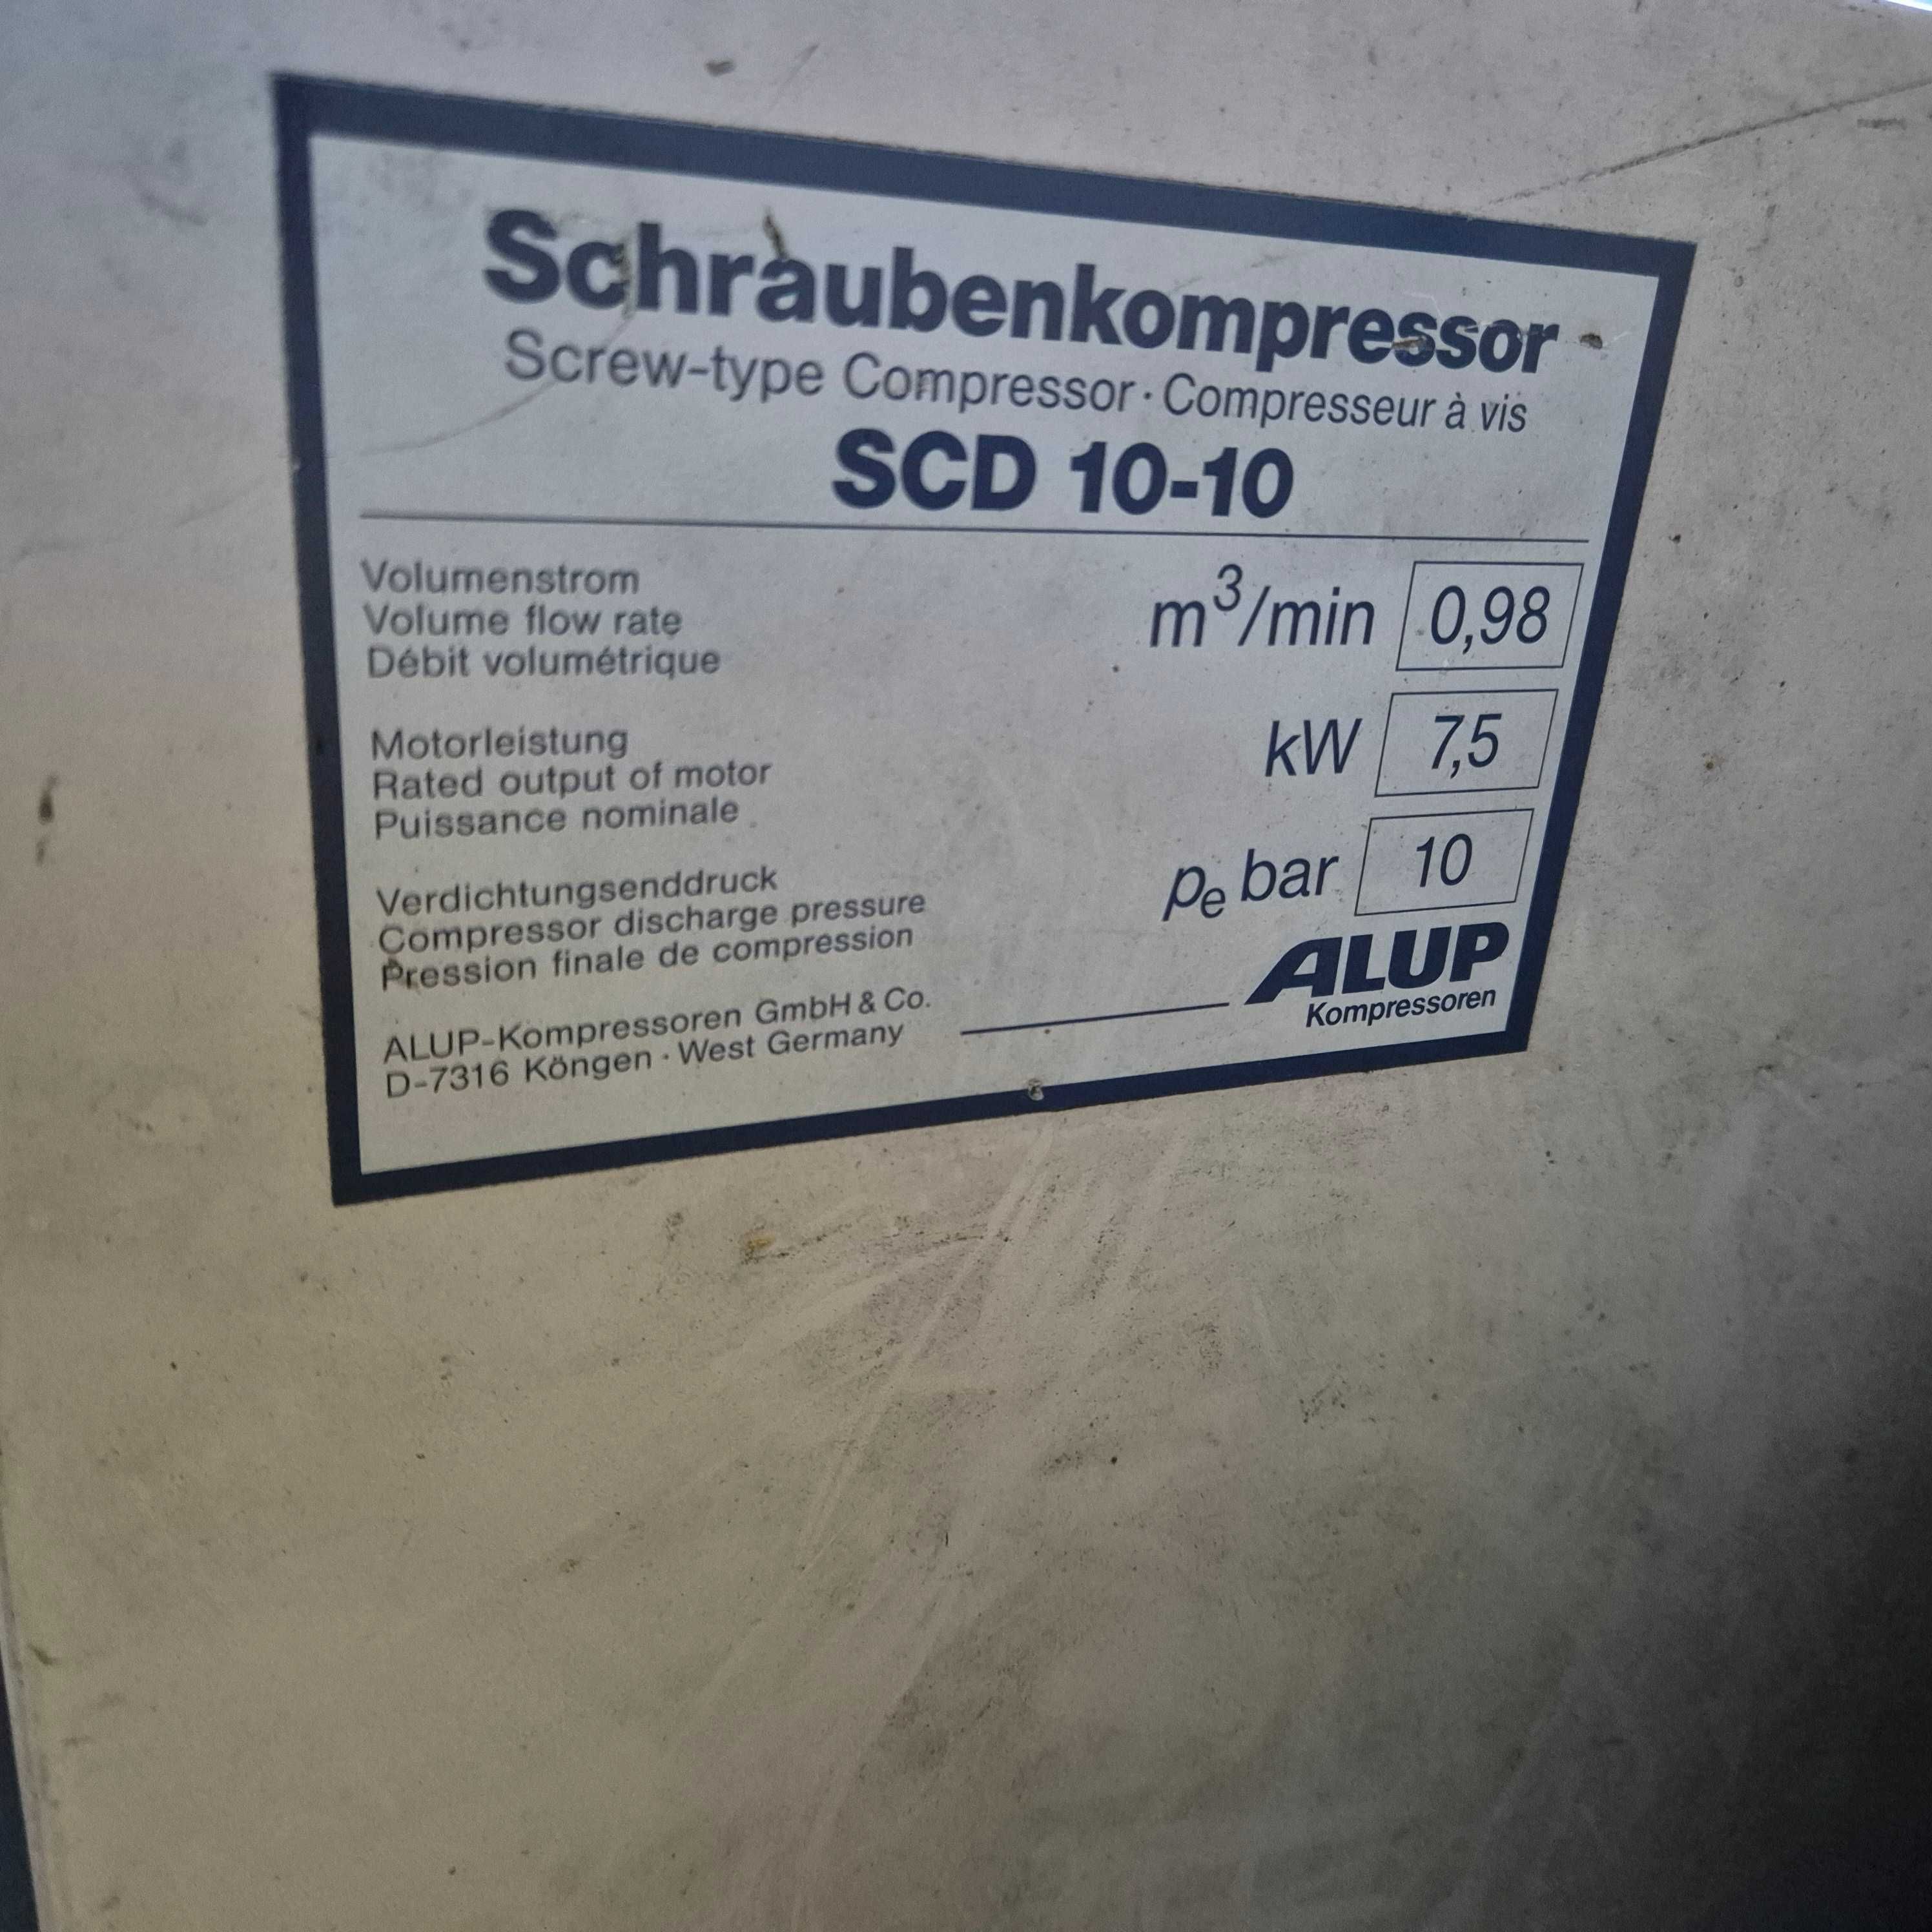 Schraubenkompressor
Screw-type Compressor · Compresseur à vis
SCD 10-10
Volumenstrom
Volume flow rate
Débit volumétrique
m³/min 0,98
Motorleistung
Rated output of motor
Puissance nominale
kW 7,5
Verdichtungsenddruck
Compressor discharge pressure
Pression finale de compression
pe bar 10
ALUP
Kompressoren
ALUP-Kompressoren GmbH & Co.
D-7316 Köngen · West Germany